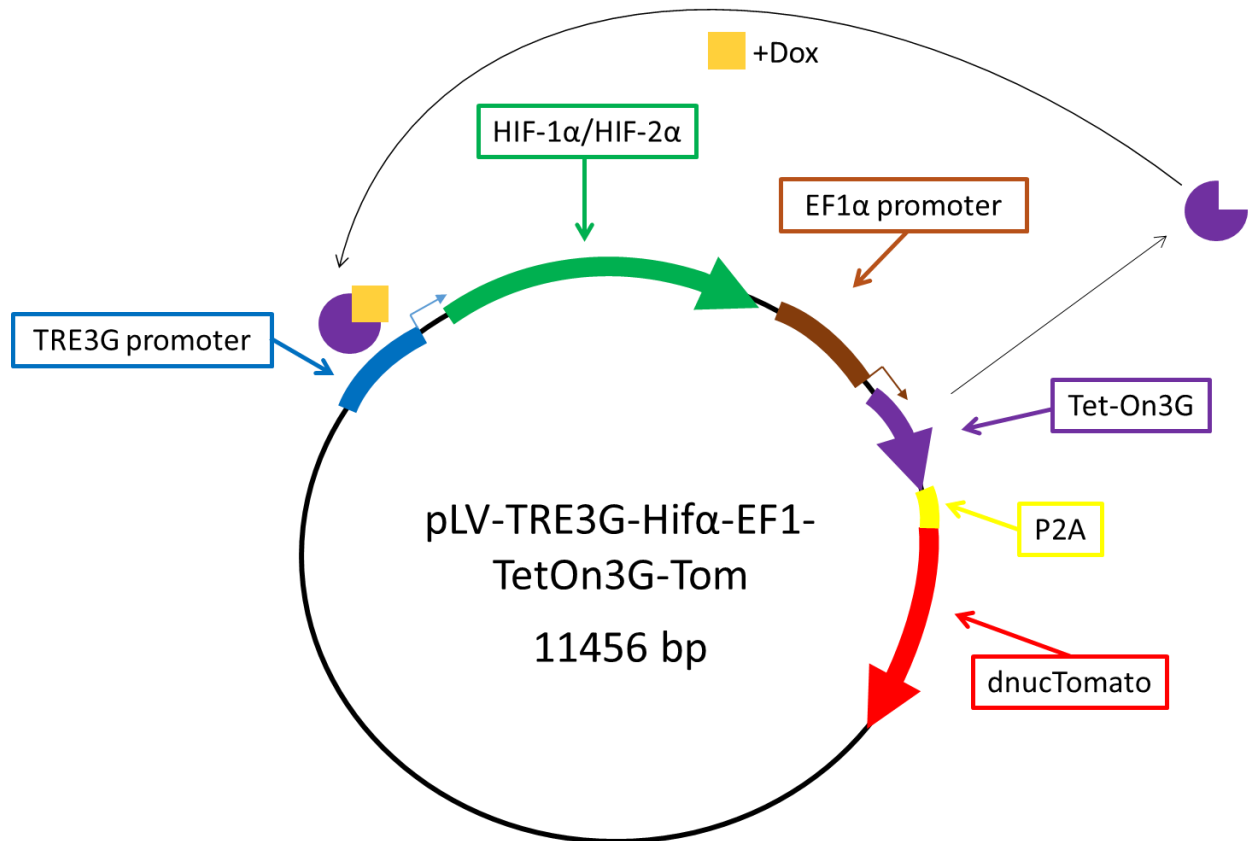 +Dox
HIF-1α/HIF-2α
EF1α promoter
TRE3G promoter
Tet-On3G
P2A
pLV-TRE3G-Hifα-EF1-
TetOn3G-Tom
11456 bp
dnucTomato